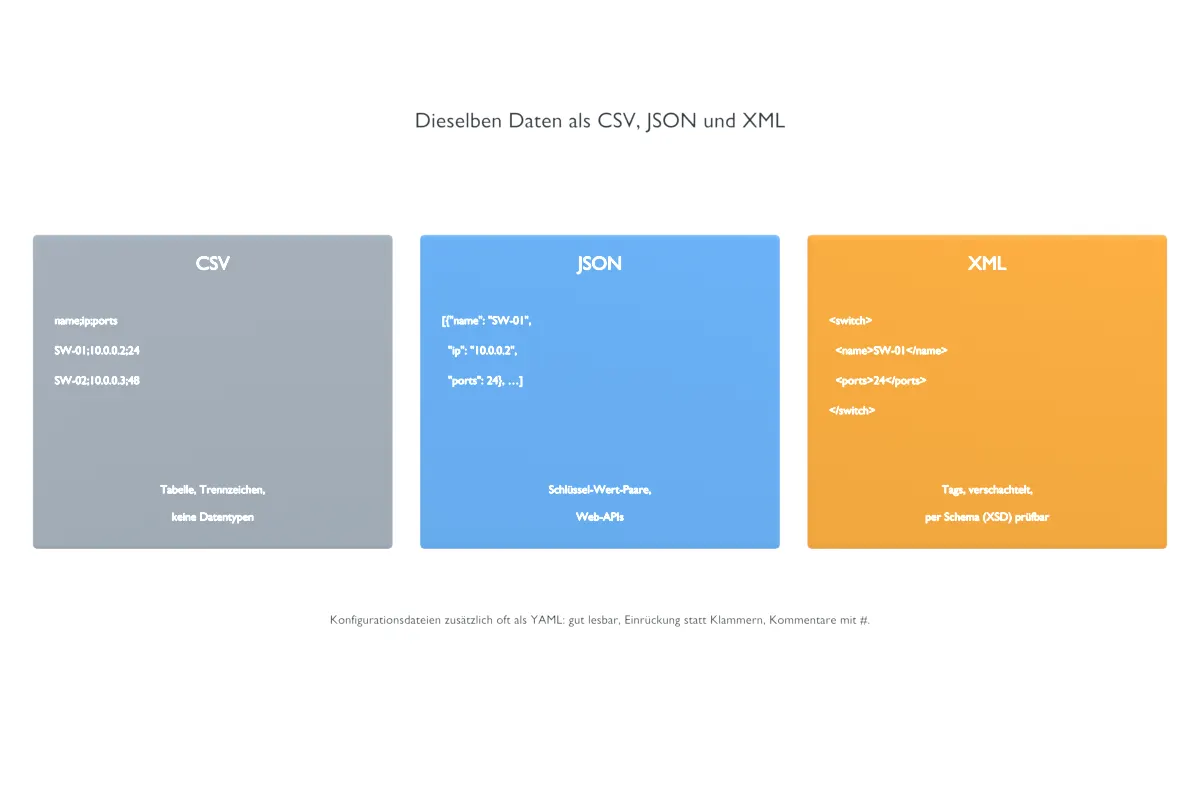 Dieselben Daten als CSV, JSON und XML
CSV
name;ip;ports
SW-01;10.0.0.2;24
SW-02;10.0.0.3;48
Tabelle, Trennzeichen,
keine Datentypen
JSON
[{"name": "SW-01",
"ip": "10.0.0.2",
"ports": 24}, …]
Schlüssel-Wert-Paare,
Web-APIs
XML
<switch>
<name>SW-01</name>
<ports>24</ports>
</switch>
Tags, verschachtelt,
per Schema (XSD) prüfbar
Konfigurationsdateien zusätzlich oft als YAML: gut lesbar, Einrückung statt Klammern, Kommentare mit #.